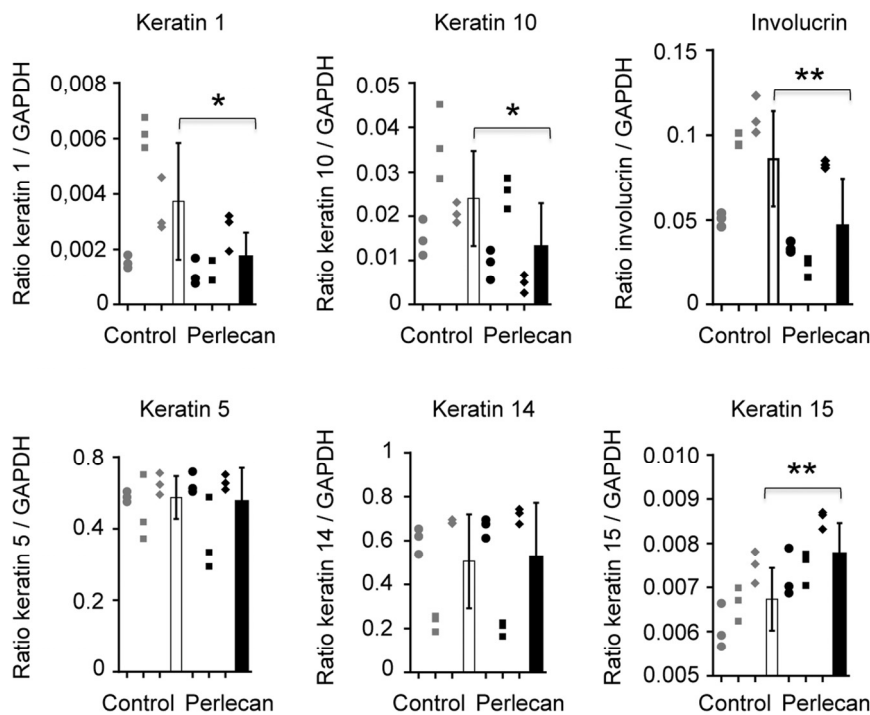 Keratin 1
Ratio keratin 1 / GAPDH
0,008
0,006
0,004
0,002
0
*
Control Perlecan
Keratin 10
Ratio keratin 10 / GAPDH
0.05
0.04
0.03
0.02
0.01
0
*
Control Perlecan
Involucrin
Ratio involucrin / GAPDH
0.15
0.10
0.05
0
**
Control Perlecan
Keratin 5
Ratio keratin 5 / GAPDH
0.8
0.4
0.2
0
Control Perlecan
Keratin 14
Ratio keratin 14 / GAPDH
1
0.8
0.6
0.4
0.2
0
Control Perlecan
Keratin 15
Ratio keratin 15 / GAPDH
0.010
0.009
0.008
0.007
0.006
0.005
**
Control Perlecan